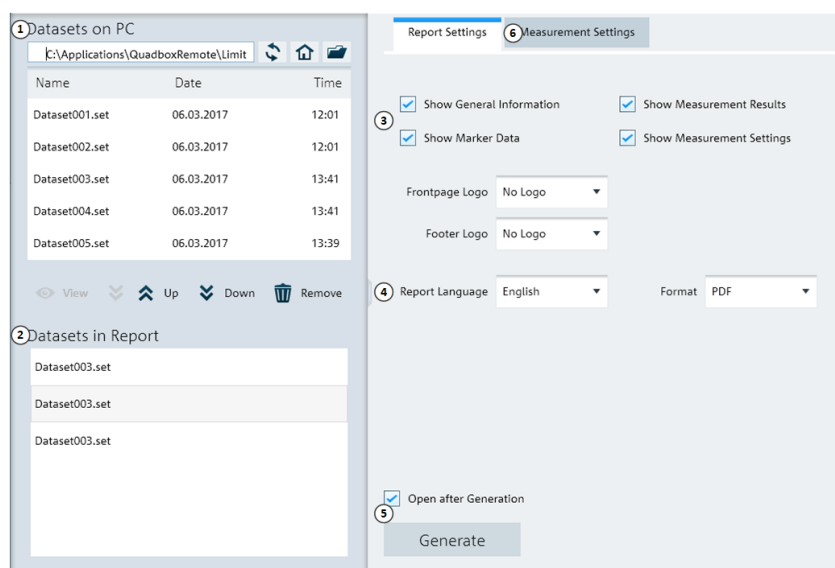 1 Datasets on PC
C:\Applications\QuadboxRemote\Limit
Name Date Time
Dataset001.set 06.03.2017 12:01
Dataset002.set 06.03.2017 12:01
Dataset003.set 06.03.2017 13:41
Dataset004.set 06.03.2017 13:41
Dataset005.set 06.03.2017 13:39
View Up Down Remove
2 Datasets in Report
Dataset003.set
Dataset003.set
Dataset003.set
Report Settings 6 Measurement Settings
Show General Information Show Measurement Results
3
Show Marker Data Show Measurement Settings
Frontpage Logo No Logo
Footer Logo No Logo
4 Report Language English Format PDF
Open after Generation
5
Generate